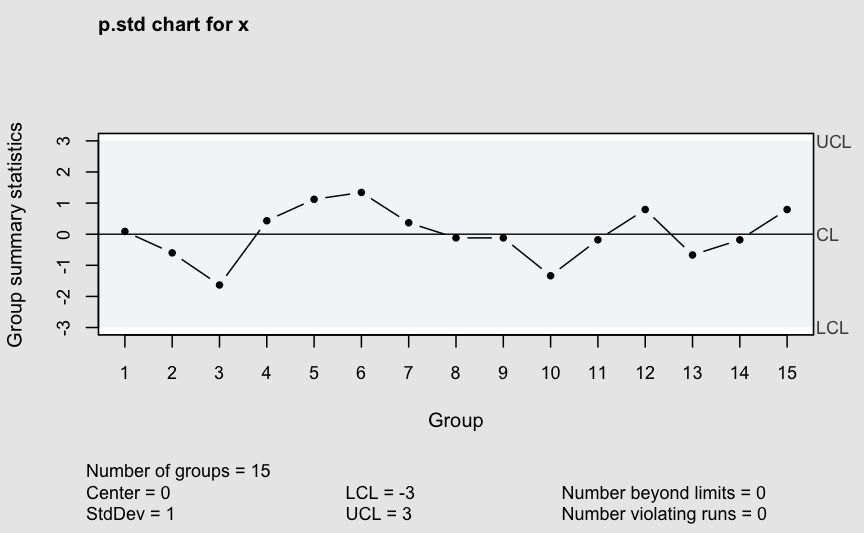 p.std chart for x
Group summary statistics
3
2
1
0
-1
-2
-3
UCL
CL
LCL
1 2 3 4 5 6 7 8 9 10 11 12 13 14 15
Group
Number of groups = 15
Center = 0 LCL = -3 Number beyond limits = 0
StdDev = 1 UCL = 3 Number violating runs = 0